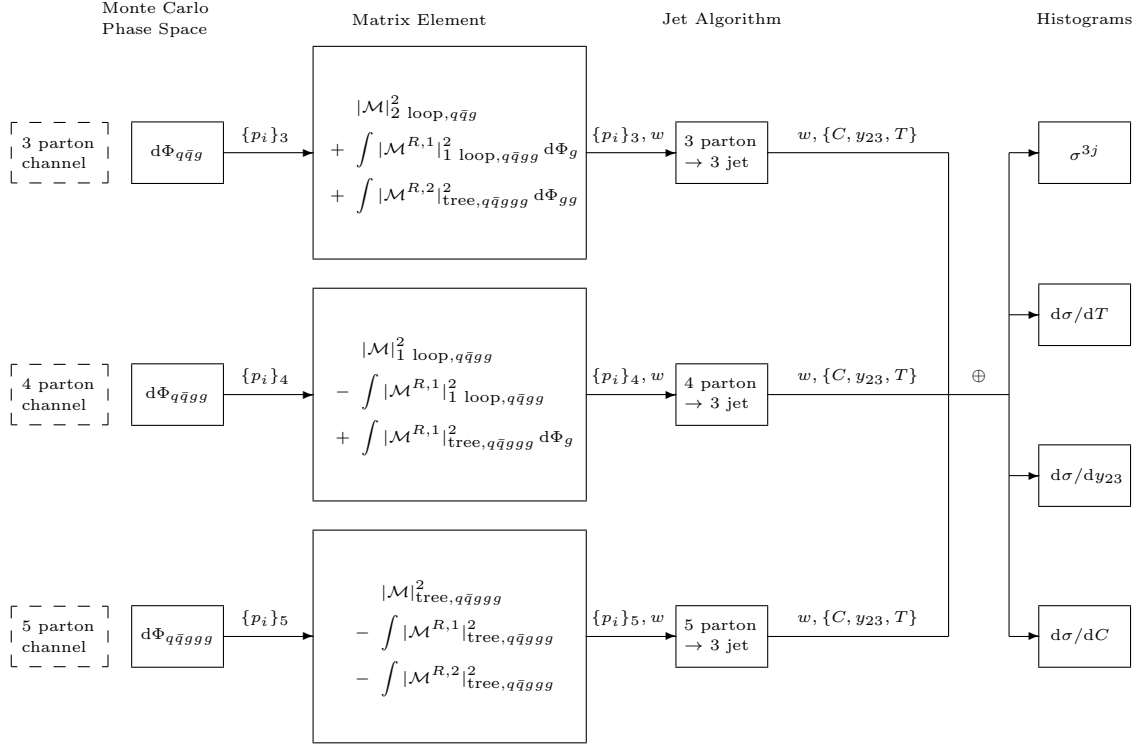 Monte Carlo
Phase Space
Matrix Element
Jet Algorithm
Histograms
3 parton
channel
dΦ_{qq̄g}
{p_i}_3
|ℳ|²_{2 loop,qq̄g}
+ ∫ |ℳ^{R,1}|²_{1 loop,qq̄gg} dΦ_g
+ ∫ |ℳ^{R,2}|²_{tree,qq̄ggg} dΦ_{gg}
{p_i}_3, w
3 parton
→ 3 jet
w, {C, y_{23}, T}
σ^{3j}
dσ/dT
4 parton
channel
dΦ_{qq̄gg}
{p_i}_4
|ℳ|²_{1 loop,qq̄gg}
− ∫ |ℳ^{R,1}|²_{1 loop,qq̄gg}
+ ∫ |ℳ^{R,1}|²_{tree,qq̄ggg} dΦ_g
{p_i}_4, w
4 parton
→ 3 jet
w, {C, y_{23}, T}
⊕
dσ/dy_{23}
5 parton
channel
dΦ_{qq̄ggg}
{p_i}_5
|ℳ|²_{tree,qq̄ggg}
− ∫ |ℳ^{R,1}|²_{tree,qq̄ggg}
− ∫ |ℳ^{R,2}|²_{tree,qq̄ggg}
{p_i}_5, w
5 parton
→ 3 jet
w, {C, y_{23}, T}
dσ/dC